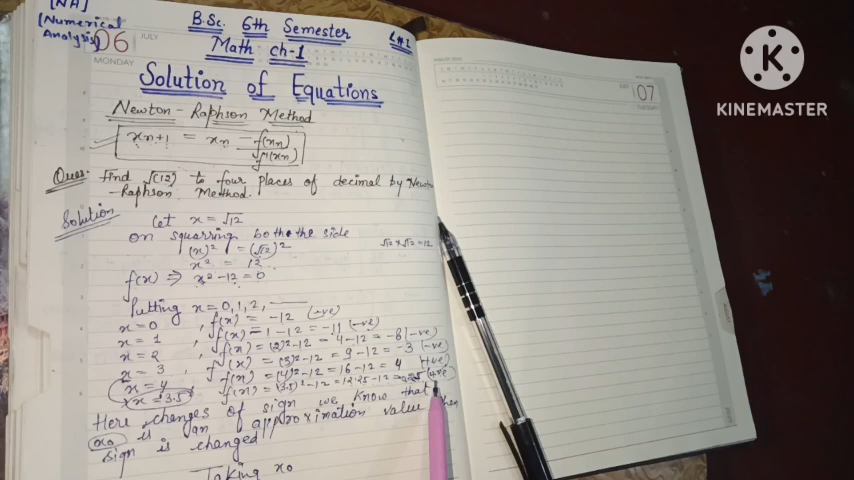 [NA]
[Numerical Analysis]
06 JULY
MONDAY
B.Sc. 6th Semester
Math ch-1
L#2
Solution of Equations
Newton-Raphson Method
xn+1 = xn - f(xn)/f'(xn)
Ques. Find √(12) to four places of decimal by Newton
-Raphson Method.
Solution
Let x = √12
on squarring both the side
(x)² = (√12)²
√12 x √12 = 12
x² = 12
f(x) ⇒ x² - 12 = 0
Putting x = 0, 1, 2,
x = 0 , f(x) = -12 (-ve)
x = 1 , f(x) = 1 - 12 = -11 (-ve)
x = 2 , f(x) = (2)² - 12 = 4 - 12 = -8 (-ve)
x = 3 , f(x) = (3)² - 12 = 9 - 12 = -3 (-ve)
x = 4 , f(x) = (4)² - 12 = 16 - 12 = 4 (+ve)
x = 3.5 , f(x) = (3.5)² - 12 = 12.25 - 12 = (+ve)
Here changes of sign we know that
x0 is an approximation value when
sign is changed
Taking x0
07
TUESDAY
KINEMASTER